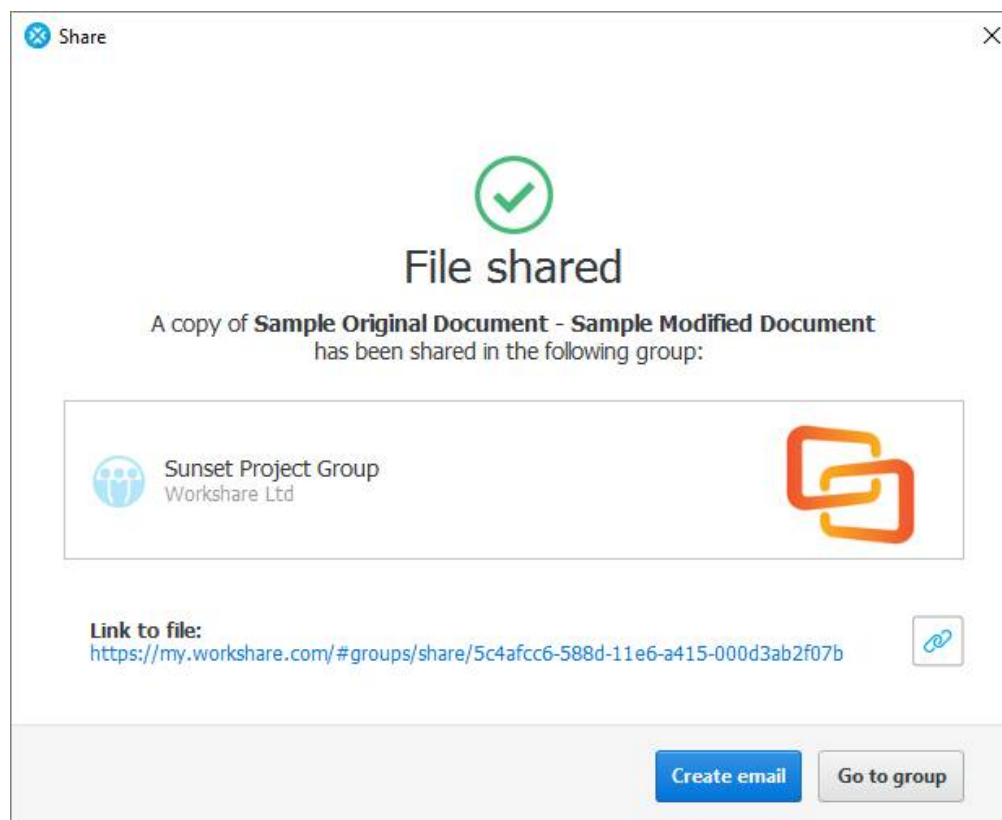 Share
File shared
A copy of Sample Original Document - Sample Modified Document
has been shared in the following group:
Sunset Project Group
Workshare Ltd
Link to file:
https://my.workshare.com/#groups/share/5c4afcc6-588d-11e6-a415-000d3ab2f07b
Create email
Go to group